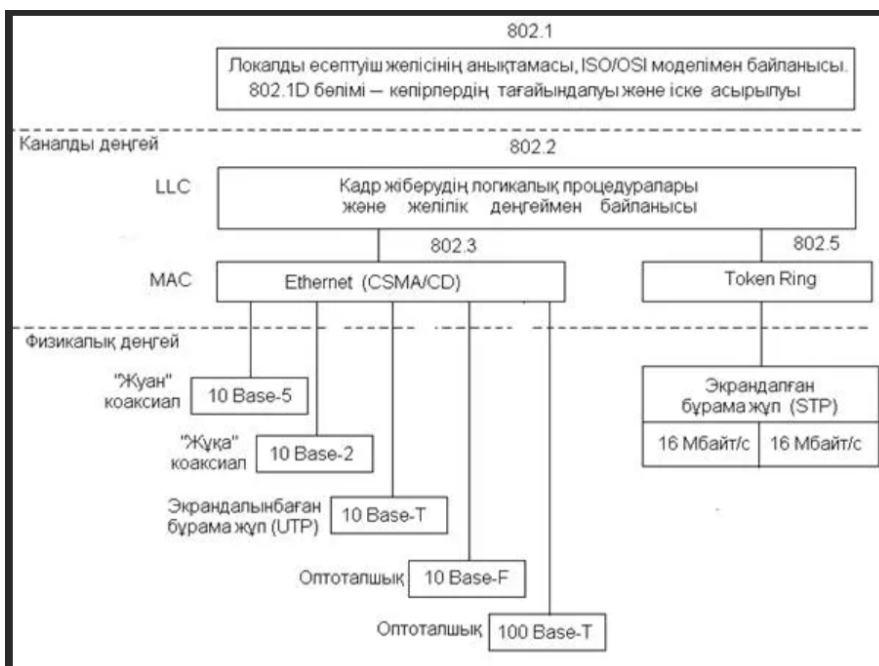 802.1
Локалды есептуіш желісінің анықтамасы, ISO/OSI моделімен байланысы.
802.1D бөлімі – көпірлердің тағайындалуы және іске асырылуы
Каналды деңгей
802.2
LLC
Кадр жіберудің логикалық процедуралары
және желілік деңгеймен байланысы
802.3
802.5
MAC
Ethernet (CSMA/CD)
Token Ring
Физикалық деңгей
"Жуан"
коаксиал
10 Base-5
Экрандалған
бұрама жұп (STP)
16 Мбайт/с
16 Мбайт/с
"Жұқа"
коаксиал
10 Base-2
Экрандалынбаған
бұрама жұп (UTP)
10 Base-T
Оптоталшық
10 Base-F
Оптоталшық
100 Base-T